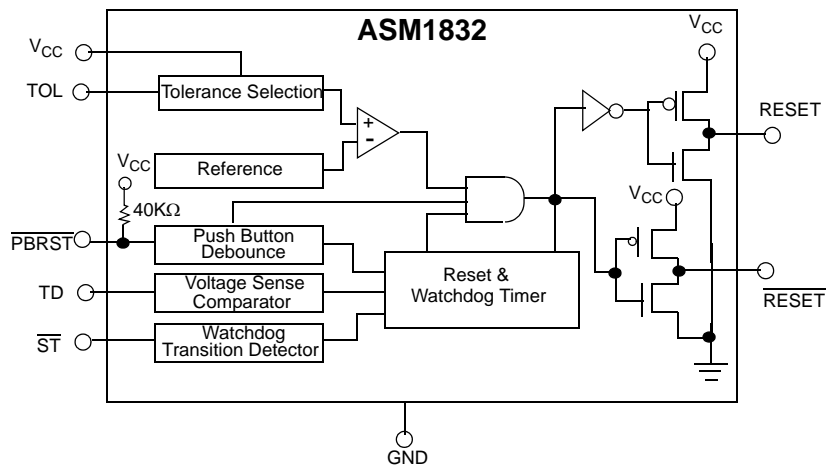 ASM1832
VCC
TOL
Tolerance Selection
+
-
VCC
Reference
40KΩ
PBRST
Push Button
Debounce
TD
Voltage Sense
Comparator
ST
Watchdog
Transition Detector
Reset &
Watchdog Timer
VCC
RESET
VCC
RESET
GND